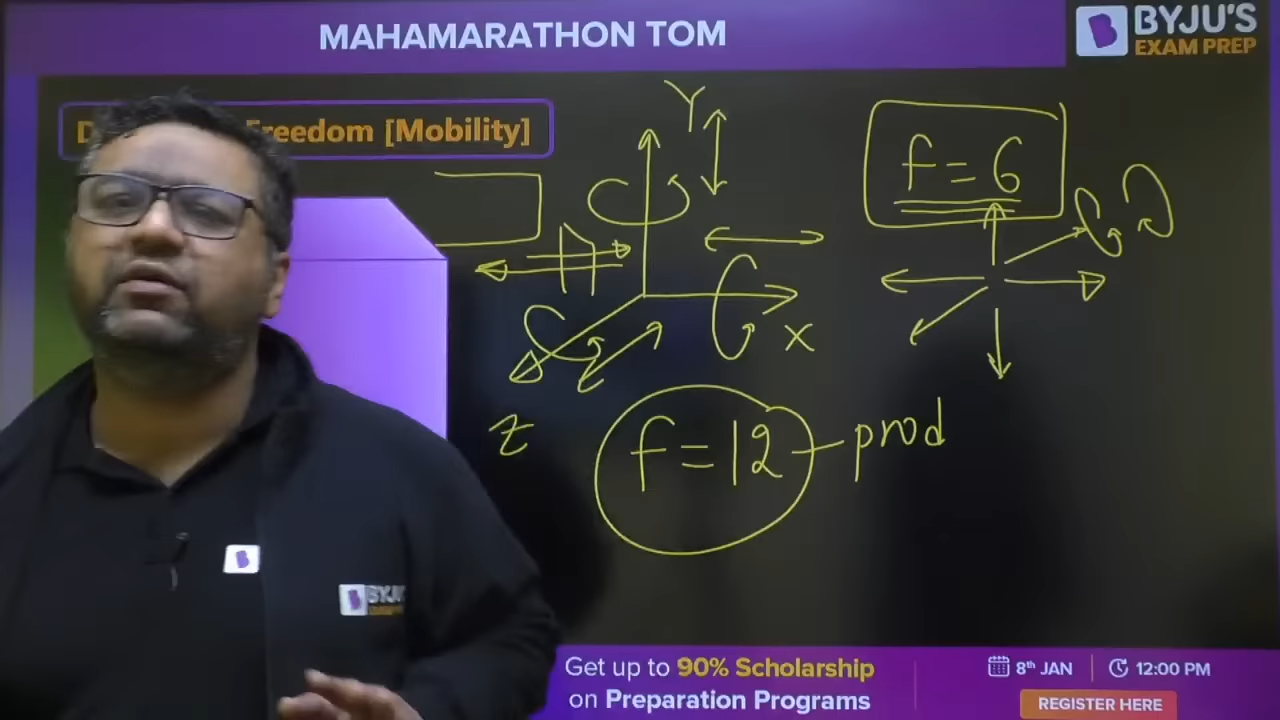 MAHAMARATHON TOM
BYJU'S
EXAM PREP
D Freedom [Mobility]
Y
f = 6
X
Z
f = 12 prod
BYJU'
Get up to 90% Scholarship
on Preparation Programs
8th JAN
12:00 PM
REGISTER HERE